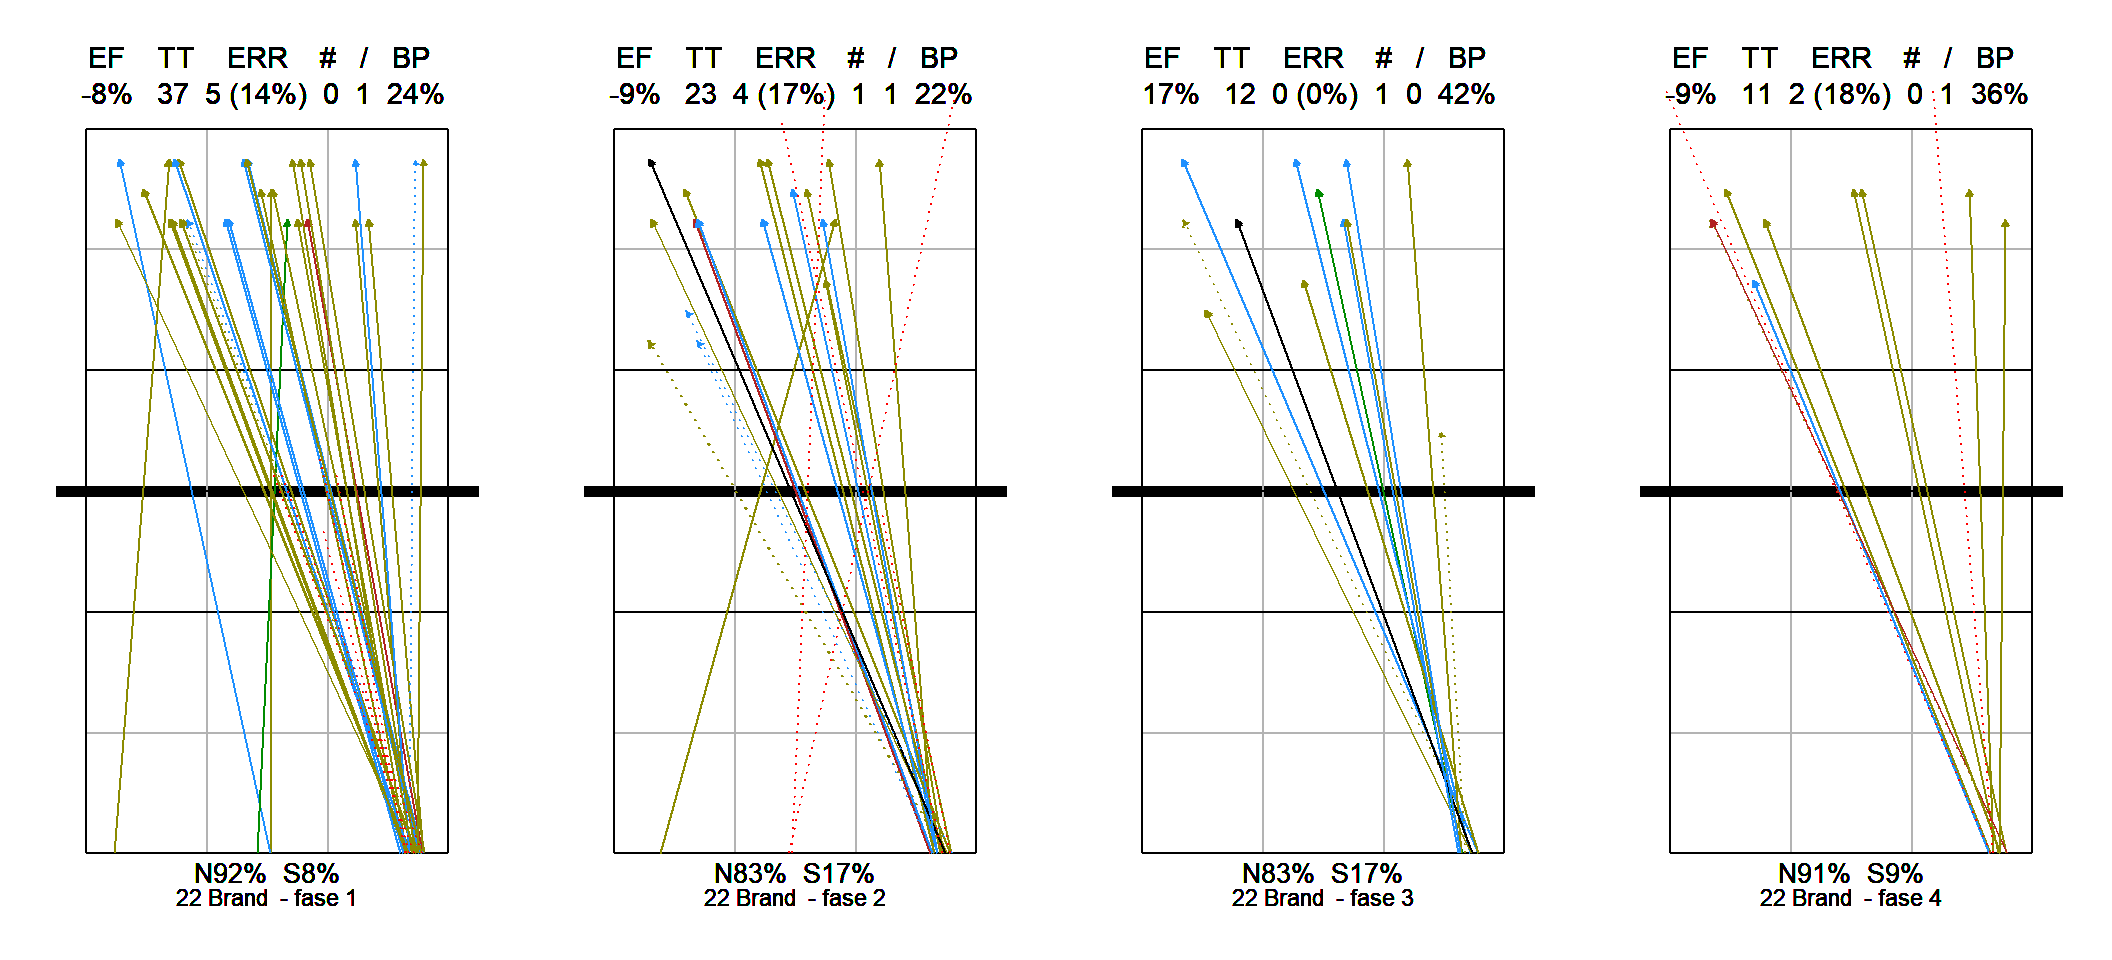 EF TT ERR # / BP
-8% 37 5 (14%) 0 1 24%
N92% S8%
22 Brand - fase 1
EF TT ERR # / BP
-9% 23 4 (17%) 1 1 22%
N83% S17%
22 Brand - fase 2
EF TT ERR # / BP
17% 12 0 (0%) 1 0 42%
N83% S17%
22 Brand - fase 3
EF TT ERR # / BP
-9% 11 2 (18%) 0 1 36%
N91% S9%
22 Brand - fase 4